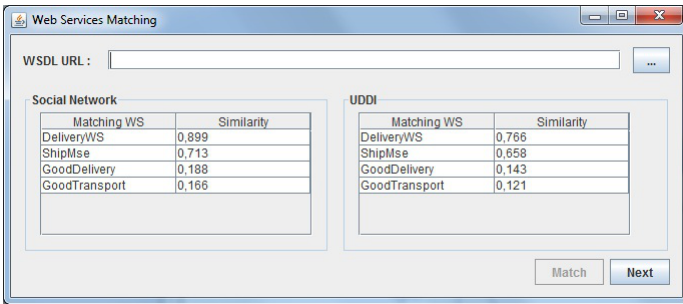 Web Services Matching
WSDL URL :
...
Social Network
Matching WS Similarity
DeliveryWS 0,899
ShipMse 0,713
GoodDelivery 0,188
GoodTransport 0,166
UDDI
Matching WS Similarity
DeliveryWS 0,766
ShipMse 0,658
GoodDelivery 0,143
GoodTransport 0,121
Match Next